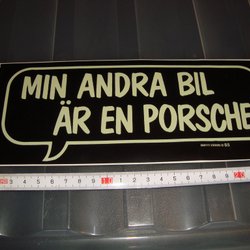 MIN ANDRA BIL
ÄR EN PORSCHE